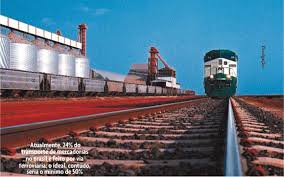 Atualmente, 24% do
transporte de mercadorias
no Brasil é feito por via
ferroviária; o ideal, contudo,
seria o mínimo de 50%